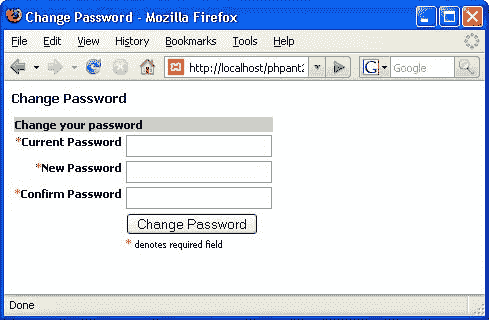 Change Password - Mozilla Firefox
File Edit View History Bookmarks Tools Help
http://localhost/phpant2 G Google
Change Password
Change your password
*Current Password
*New Password
*Confirm Password
Change Password
* denotes required field
Done